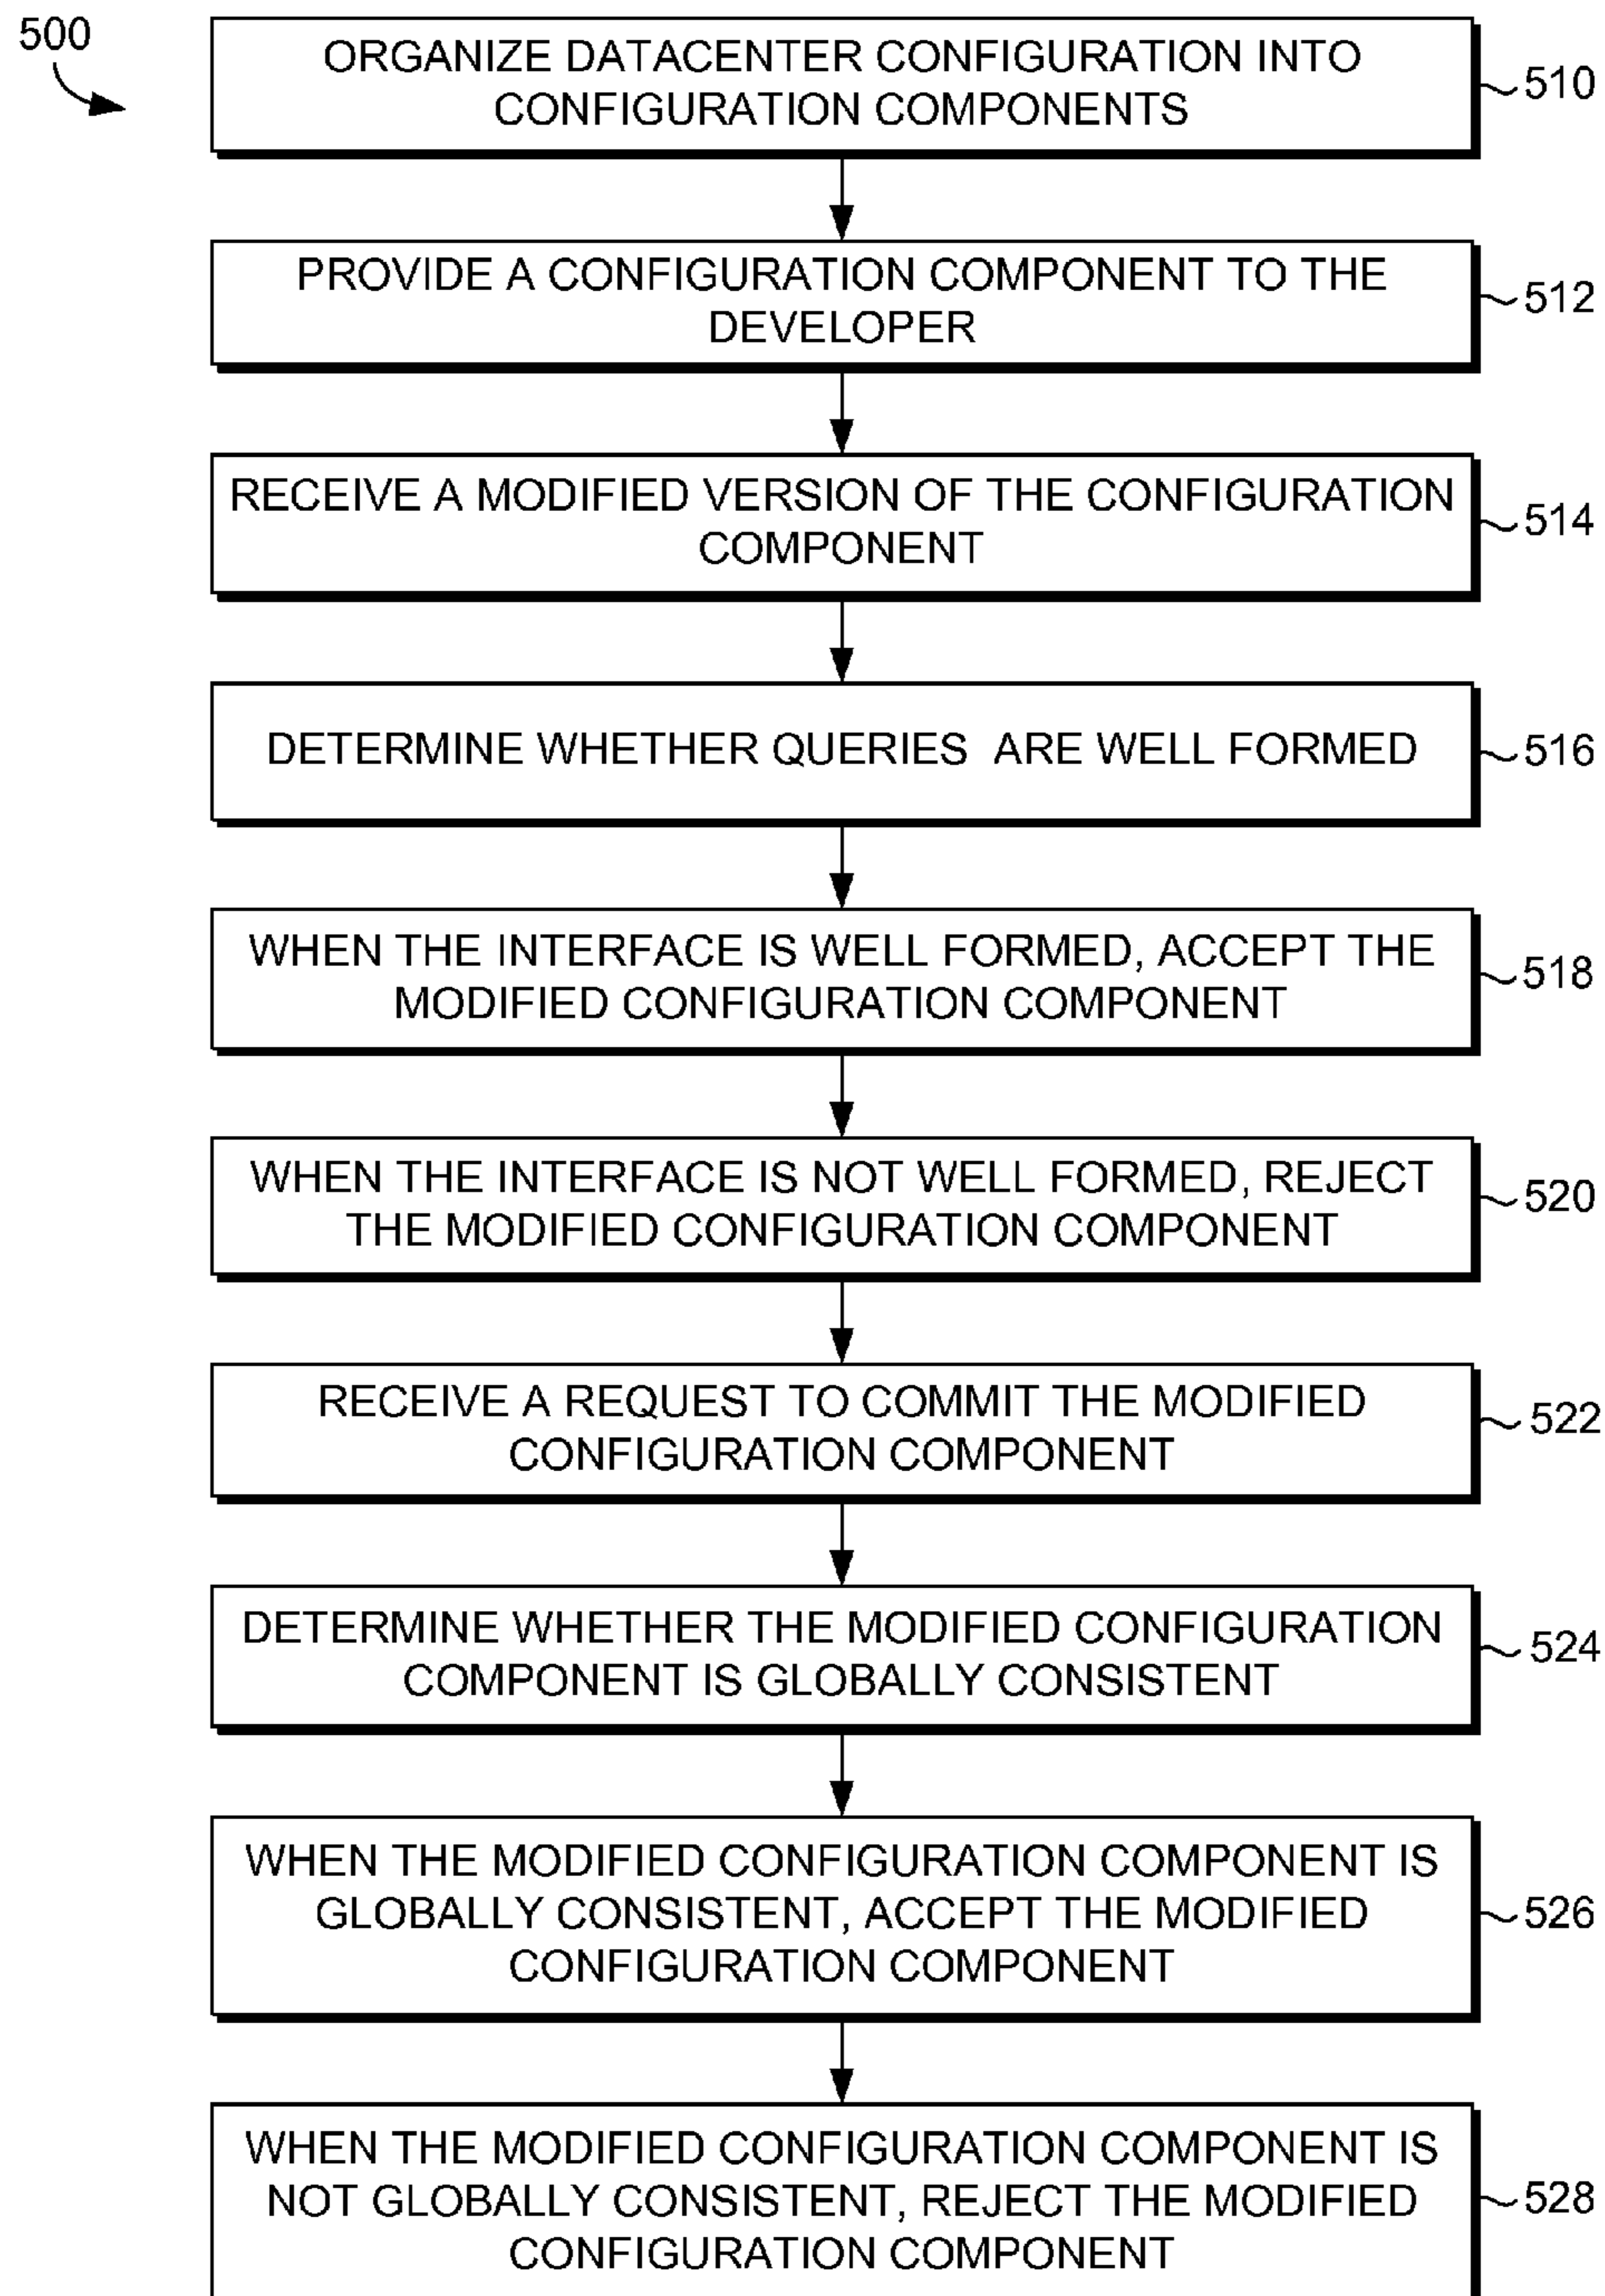 500
ORGANIZE DATACENTER CONFIGURATION INTO
CONFIGURATION COMPONENTS
510
PROVIDE A CONFIGURATION COMPONENT TO THE
DEVELOPER
512
RECEIVE A MODIFIED VERSION OF THE CONFIGURATION
COMPONENT
514
DETERMINE WHETHER QUERIES ARE WELL FORMED
516
WHEN THE INTERFACE IS WELL FORMED, ACCEPT THE
MODIFIED CONFIGURATION COMPONENT
518
WHEN THE INTERFACE IS NOT WELL FORMED, REJECT
THE MODIFIED CONFIGURATION COMPONENT
520
RECEIVE A REQUEST TO COMMIT THE MODIFIED
CONFIGURATION COMPONENT
522
DETERMINE WHETHER THE MODIFIED CONFIGURATION
COMPONENT IS GLOBALLY CONSISTENT
524
WHEN THE MODIFIED CONFIGURATION COMPONENT IS
GLOBALLY CONSISTENT, ACCEPT THE MODIFIED
CONFIGURATION COMPONENT
526
WHEN THE MODIFIED CONFIGURATION COMPONENT IS
NOT GLOBALLY CONSISTENT, REJECT THE MODIFIED
CONFIGURATION COMPONENT
528